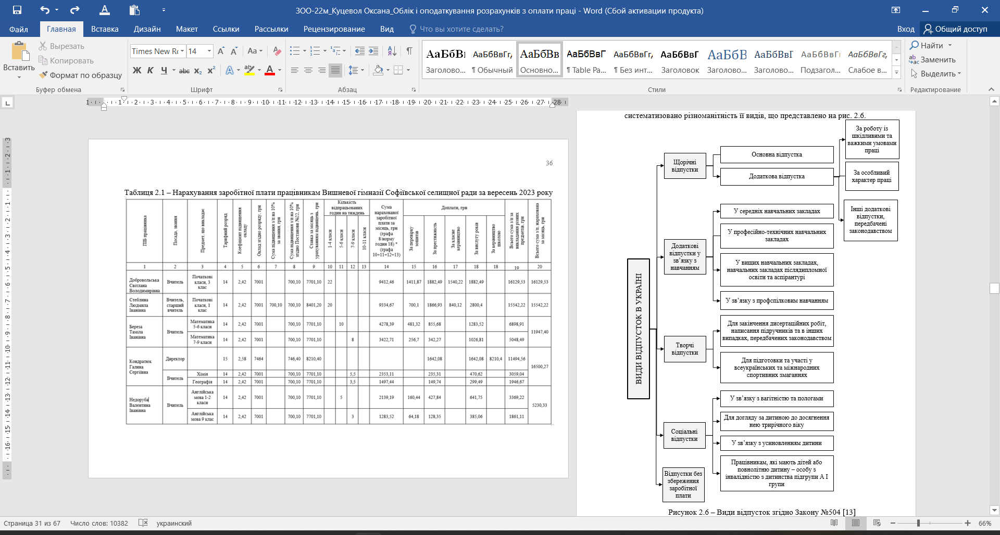 ЗОО-22м_Куцевол Оксана_Облік і оподаткування розрахунків з оплати праці - Word (Сбой активации продукта)
Файл Главная Вставка Дизайн Макет Ссылки Рассылки Рецензирование Вид Что вы хотите сделать? Вход Общий доступ
Вставить
Вырезать
Копировать
Формат по образцу
Буфер обмена
Times New Rc 14
Aa
Ж К Ч abc x₂ x²
Шрифт
Абзац
АаБбВ АаБбВвГг, АаБбВв АаБбВвГ АаБбВвГг, АаБбВвГ АаБбВ АаБбВвГ АаБбВвГ АаБбВвГг,
Заголово... ¶ Обычный Основно... ¶ Table Pa... ¶ Без инт... Заголовок Заголово... Заголово... Подзагол... Слабое в...
Стили
Найти
Заменить
Выделить
Редактирование
1 1 2 3 4 5 6 7 8 9 10 11 12 13 14 15 16 17 18 19 20 21 22 23 24 25 26 27 28
36
Таблиця 2.1 – Нарахування заробітної плати працівникам Вишневої гімназії Софіївської селищної ради за вересень 2023 року
ПІБ працівника
Посада, звання
Предмет, що викладає
Тарифний розряд
Коефіцієнт підвищення окладу
Оклад згідно розряду, грн
Сума підвищення з/п на 10% за звання, грн
Сума підвищення з/п на 10% згідно Постанови №22, грн
Ставка за місяць з урахуванням підвищень, грн
Кількість відпрацьованих годин на тиждень
1-4 класи
5-6 класи
7-9 класи
10-11 класи
Сума нарахованої заробітної плати за місяць, грн (графа 8/норму годин 18) * (графа 10+11+12+13)
Доплати, грн
За перевірку зошитів
За престижність
За класне керівництво
За вислугу років
За керівництво школою
Всього сума з/п за викладання різних предметів, грн
Всього сума з/п, нарахована за місяць, грн
1 2 3 4 5 6 7 8 9 10 11 12 13 14 15 16 17 18 18 19 20
Добровольська Світлана Володимирівна Вчитель Початкові класи, 3 клас 14 2,42 7001 700,10 7701,10 22 9412,46 1411,87 1882,49 1540,22 1882,49 16129,53 16129,53
Стеблина Людмила Іванівна Вчитель, старший вчитель Початкові класи, 1 клас 14 2,42 7001 700,10 700,10 8401,20 20 9334,67 700,1 1866,93 840,12 2800,4 15542,22 15542,22
Береза Таміла Іванівна Вчитель Математика 5-6 класи 14 2,42 7001 700,10 7701,10 10 4278,39 481,32 855,68 1283,52 6898,91 11947,40
Математика 7-9 класи 14 2,42 7001 700,10 7701,10 8 3422,71 256,7 342,27 1026,81 5048,49
Кондратюк Галина Сергіївна Директор 15 2,58 7464 746,40 8210,40 1642,08 1642,08 8210,4 11494,56 16500,27
Вчитель Хімія 14 2,42 7001 700,10 7701,10 5,5 2353,11 235,31 470,62 3059,04
Географія 14 2,42 7001 700,10 7701,10 3,5 1497,44 149,74 299,49 1946,67
Недоруба Валентина Іванівна Вчитель Англійська мова 1-2 класи 14 2,42 7001 700,10 7701,10 5 2139,19 160,44 427,84 641,75 3369,22 5230,33
Англійська мова 9 клас 14 2,42 7001 700,10 7701,10 3 1283,52 64,18 128,35 385,06 1861,11
систематизовано різноманітність її видів, що представлено на рис. 2.6.
ВИДИ ВІДПУСТОК В УКРАЇНІ
Щорічні
відпустки
Основна відпустка
Додаткова відпустка
За роботу із
шкідливими та
важкими умовами
праці
За особливий
характер праці
Інші додаткові
відпустки,
передбачені
законодавством
Додаткові
відпустки у
зв’язку з
навчанням
У середніх навчальних закладах
У професійно-технічних навчальних
закладах
У вищих навчальних закладах,
навчальних закладах післядипломної
освіти та аспірантурі
У зв’язку з профспілковим навчанням
Творчі
відпустки
Для закінчення дисертаційних робіт,
написання підручників та в інших
випадках, передбачених законодавством
Для підготовки та участі у
всеукраїнських та міжнародних
спортивних змаганнях
Соціальні
відпустки
У зв’язку з вагітністю та пологами
Для догляду за дитиною до досягнення
нею трирічного віку
У зв’язку з усиновленням дитини
Працівникам, які мають дітей або
повнолітню дитину – особу з
інвалідністю з дитинства підгрупи А І
групи
Відпустки без
збереження
заробітної
плати
Рисунок 2.6 – Види відпусток згідно Закону №504 [13]
Страница 31 из 67 Число слов: 10382 украинский 66%